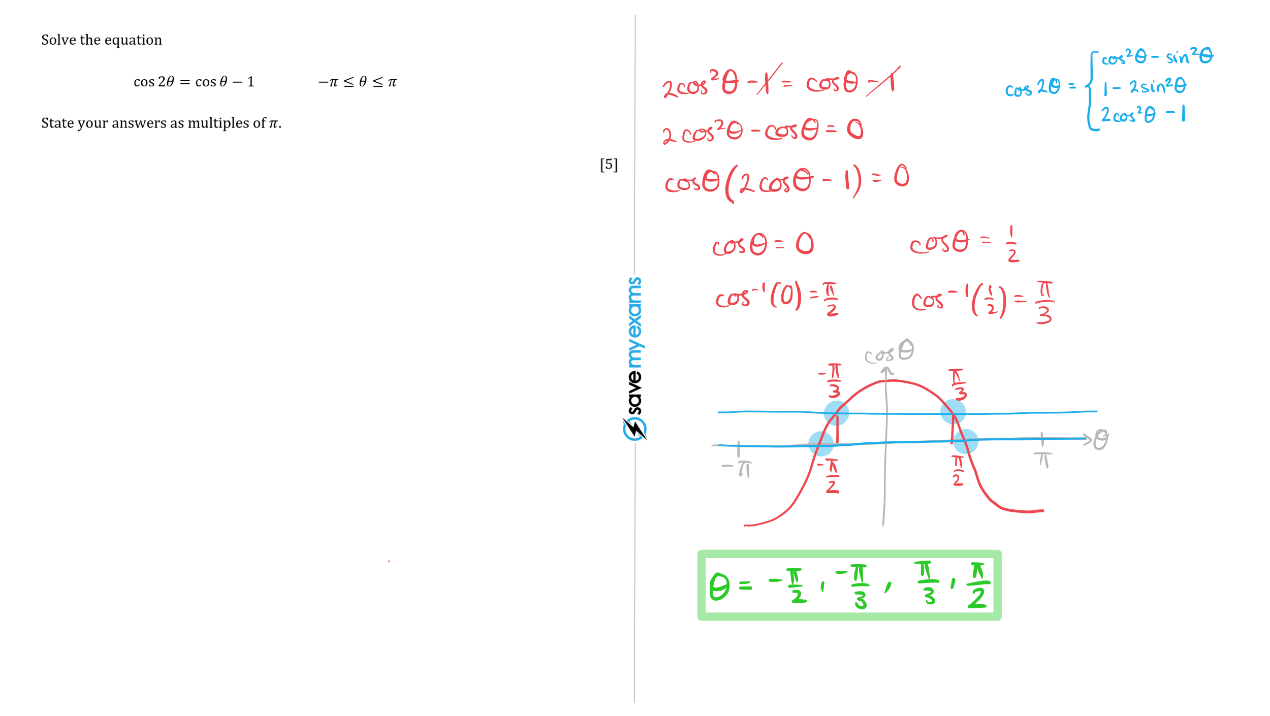 Solve the equation
cos 2θ = cos θ − 1    −π ≤ θ ≤ π
State your answers as multiples of π.
[5]
save my exams
2cos²θ − 1 = cosθ − 1
2cos²θ − cosθ = 0
cosθ(2cosθ − 1) = 0
cosθ = 0    cosθ = 1/2
cos⁻¹(0) = π/2    cos⁻¹(1/2) = π/3
cos2θ = { cos²θ − sin²θ
1 − 2sin²θ
2cos²θ − 1
cosθ
−π/3    π/3
θ
−π    −π/2    π/2    π
θ = −π/2, −π/3, π/3, π/2